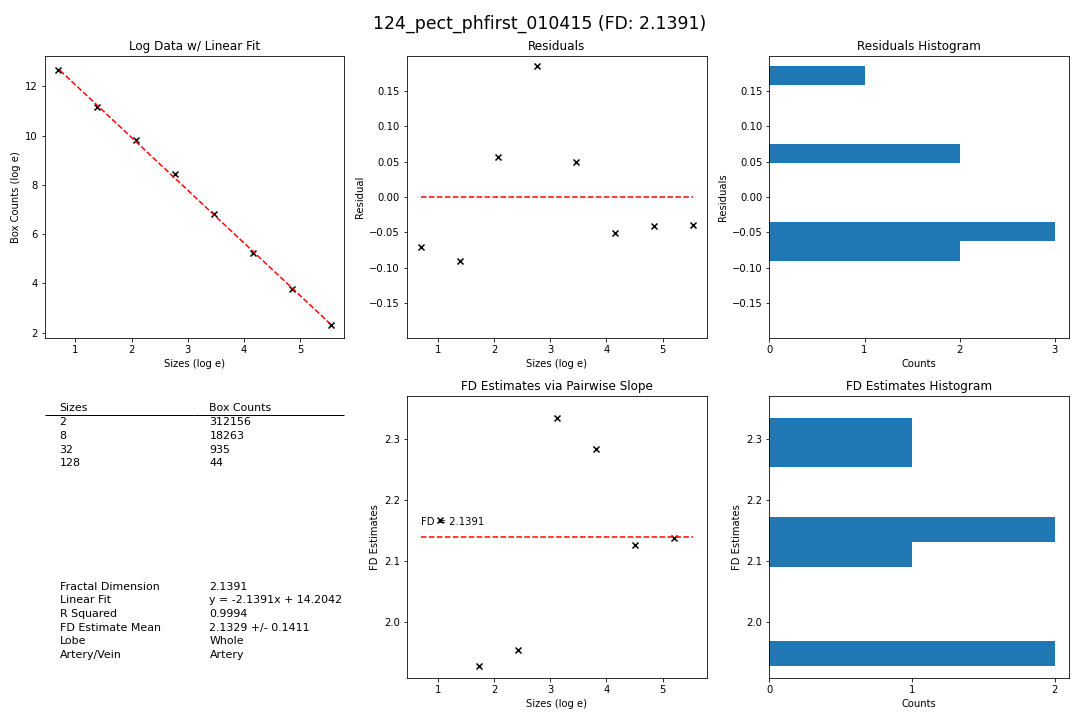 124_pect_phfirst_010415 (FD: 2.1391)
Log Data w/ Linear Fit
12
10
8
6
4
2
Box Counts (log e)
1 2 3 4 5
Sizes (log e)
Residuals
0.15
0.10
0.05
0.00
−0.05
−0.10
−0.15
Residual
1 2 3 4 5
Sizes (log e)
Residuals Histogram
0.15
0.10
0.05
0.00
−0.05
−0.10
−0.15
Residuals
0 1 2 3
Counts
Sizes Box Counts
2 312156
8 18263
32 935
128 44
Fractal Dimension 2.1391
Linear Fit y = -2.1391x + 14.2042
R Squared 0.9994
FD Estimate Mean 2.1329 +/- 0.1411
Lobe Whole
Artery/Vein Artery
FD Estimates via Pairwise Slope
2.3
2.2
2.1
2.0
FD Estimates
FD = 2.1391
1 2 3 4 5
Sizes (log e)
FD Estimates Histogram
2.3
2.2
2.1
2.0
FD Estimates
0 1 2
Counts